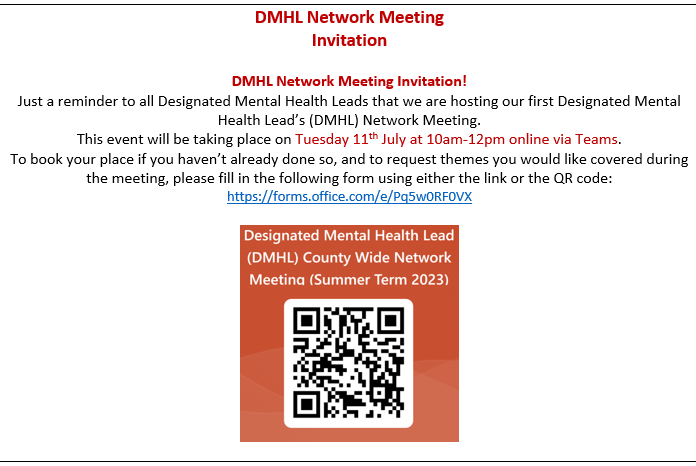 DMHL Network Meeting
Invitation
DMHL Network Meeting Invitation!
Just a reminder to all Designated Mental Health Leads that we are hosting our first Designated Mental
Health Lead’s (DMHL) Network Meeting.
This event will be taking place on Tuesday 11th July at 10am-12pm online via Teams.
To book your place if you haven’t already done so, and to request themes you would like covered during
the meeting, please fill in the following form using either the link or the QR code:
https://forms.office.com/e/Pq5w0RF0VX
Designated Mental Health Lead
(DMHL) County Wide Network
Meeting (Summer Term 2023)